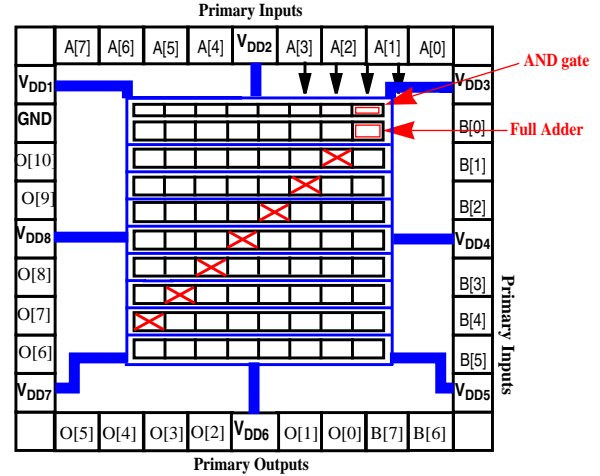 Primary Inputs
A[7] A[6] A[5] A[4] VDD2 A[3] A[2] A[1] A[0]
AND gate
VDD1 VDD3
GND B[0]
Full Adder
O[10] B[1]
O[9] B[2]
VDD8 VDD4
O[8] B[3]
O[7] B[4]
O[6] B[5]
Primary Inputs
VDD7 VDD5
O[5] O[4] O[3] O[2] VDD6 O[1] O[0] B[7] B[6]
Primary Outputs